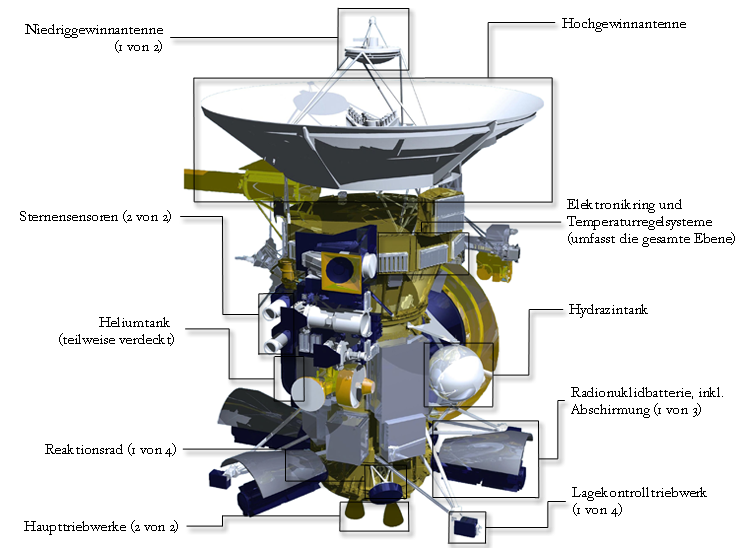 Niedriggewinnantenne
(1 von 2)
Hochgewinnantenne
Sternensensoren (2 von 2)
Elektronikring und
Temperaturregelsysteme
(umfasst die gesamte Ebene)
Heliumtank
(teilweise verdeckt)
Hydrazintank
Radionuklidbatterie, inkl.
Abschirmung (1 von 3)
Reaktionsrad (1 von 4)
Lagekontrolltriebwerk
(1 von 4)
Haupttriebwerke (2 von 2)